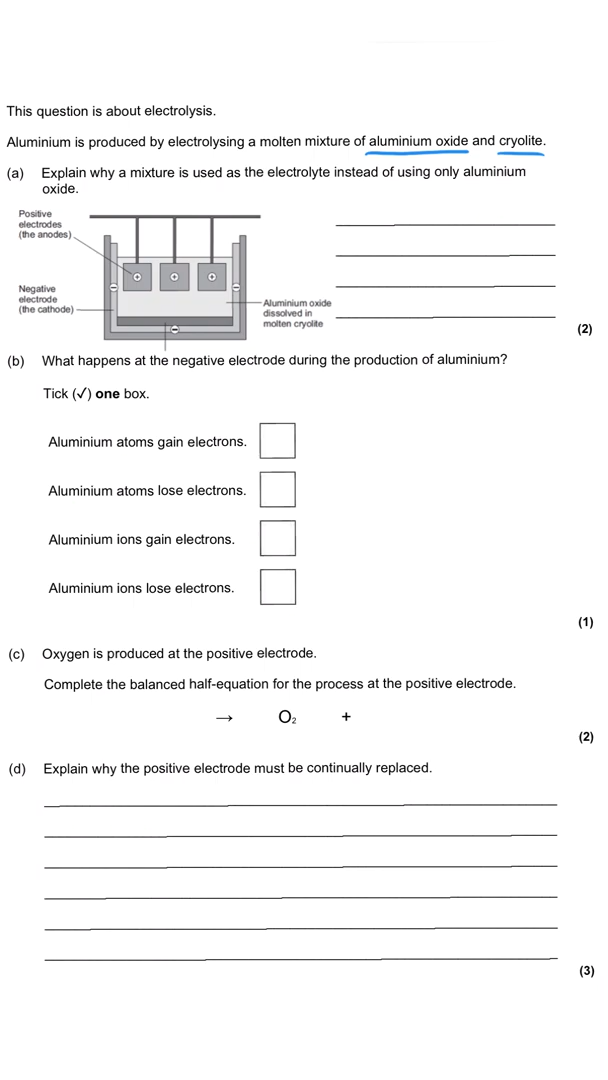 This question is about electrolysis.
Aluminium is produced by electrolysing a molten mixture of aluminium oxide and cryolite.
(a) Explain why a mixture is used as the electrolyte instead of using only aluminium
oxide.
Positive
electrodes
(the anodes)
Negative
electrode
(the cathode)
Aluminium oxide
dissolved in
molten cryolite
(2)
(b) What happens at the negative electrode during the production of aluminium?
Tick (✓) one box.
Aluminium atoms gain electrons.
Aluminium atoms lose electrons.
Aluminium ions gain electrons.
Aluminium ions lose electrons.
(1)
(c) Oxygen is produced at the positive electrode.
Complete the balanced half-equation for the process at the positive electrode.
→ O₂ +
(2)
(d) Explain why the positive electrode must be continually replaced.
(3)